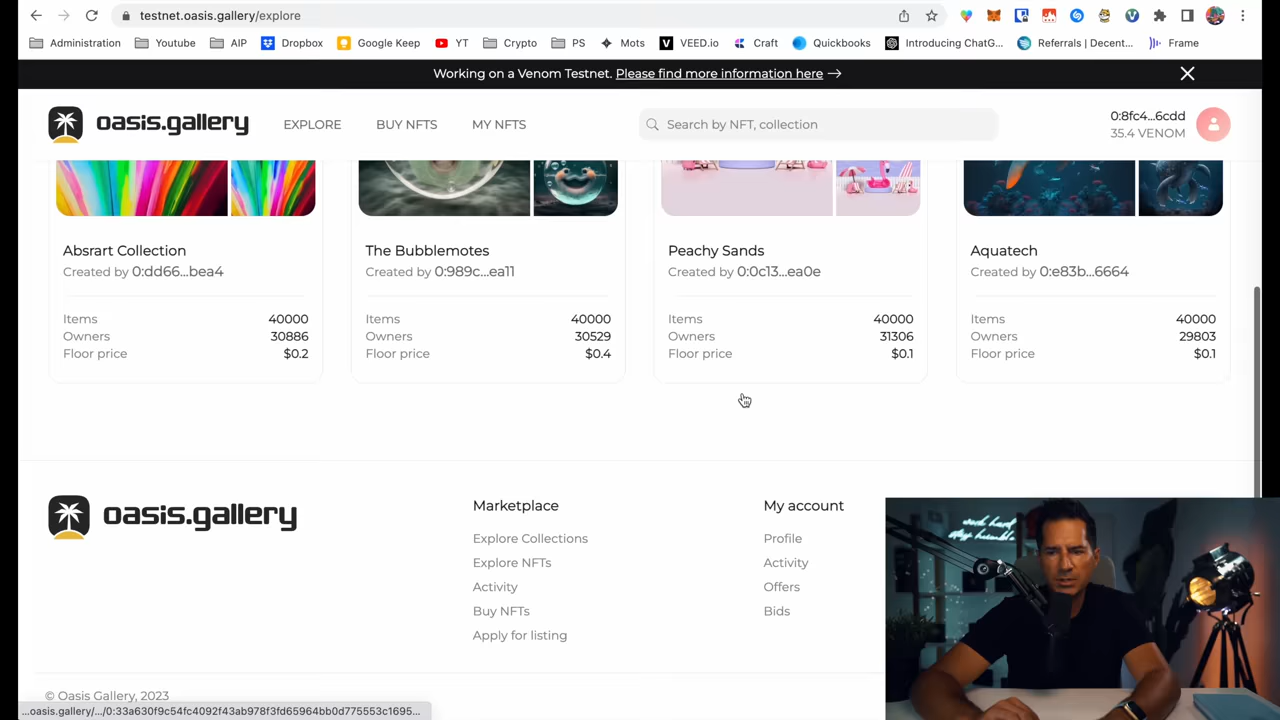 testnet.oasis.gallery/explore
Administration Youtube AIP Dropbox Google Keep YT Crypto PS Mots VEED.io Craft Quickbooks Introducing ChatG... Referrals | Decent... Frame
Working on a Venom Testnet. Please find more information here →
oasis.gallery EXPLORE BUY NFTS MY NFTS Search by NFT, collection 0:8fc4...6cdd
35.4 VENOM
Absrart Collection
Created by 0:dd66...bea4
Items 40000
Owners 30886
Floor price $0.2
The Bubblemotes
Created by 0:989c...ea11
Items 40000
Owners 30529
Floor price $0.4
Peachy Sands
Created by 0:0c13...ea0e
Items 40000
Owners 31306
Floor price $0.1
Aquatech
Created by 0:e83b...6664
Items 40000
Owners 29803
Floor price $0.1
oasis.gallery
Marketplace
Explore Collections
Explore NFTs
Activity
Buy NFTs
Apply for listing
My account
Profile
Activity
Offers
Bids
work hard
stay humble
© Oasis Gallery, 2023
...oasis.gallery/.../0:33a630f9c54fc4092f43ab978f3fd65964bb0d775553c1695...